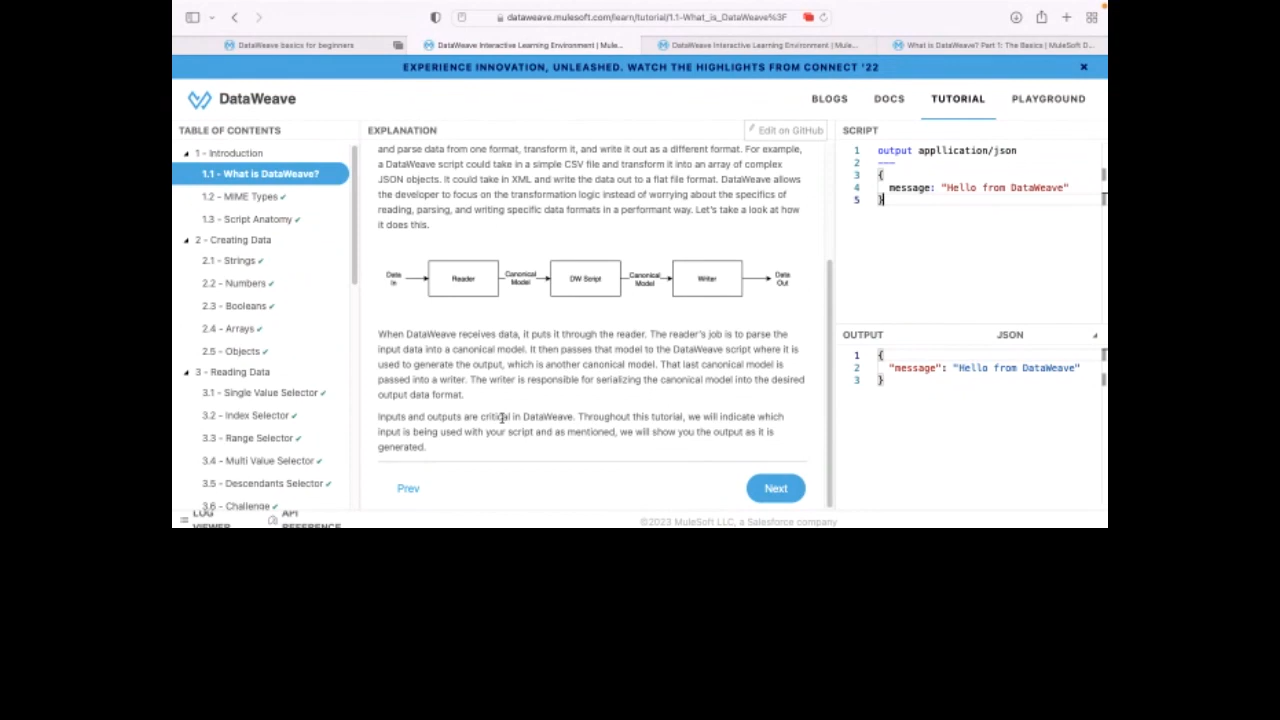 dataweave.mulesoft.com/learn/tutorial/1.1-What_is_DataWeave%3F
DataWeave basics for beginners
DataWeave Interactive Learning Environment | Mule...
DataWeave Interactive Learning Environment | Mule...
What is DataWeave? Part 1: The Basics | MuleSoft D...
EXPERIENCE INNOVATION, UNLEASHED. WATCH THE HIGHLIGHTS FROM CONNECT '22
DataWeave
BLOGS
DOCS
TUTORIAL
PLAYGROUND
TABLE OF CONTENTS
1 - Introduction
1.1 - What is DataWeave?
1.2 - MIME Types ✓
1.3 - Script Anatomy ✓
2 - Creating Data
2.1 - Strings ✓
2.2 - Numbers ✓
2.3 - Booleans ✓
2.4 - Arrays ✓
2.5 - Objects ✓
3 - Reading Data
3.1 - Single Value Selector ✓
3.2 - Index Selector ✓
3.3 - Range Selector ✓
3.4 - Multi Value Selector ✓
3.5 - Descendants Selector ✓
3.6 - Challenge ✓
LOG
VIEWER
API
REFERENCE
EXPLANATION
Edit on GitHub
and parse data from one format, transform it, and write it out as a different format. For example,
a DataWeave script could take in a simple CSV file and transform it into an array of complex
JSON objects. It could take in XML and write the data out to a flat file format. DataWeave allows
the developer to focus on the transformation logic instead of worrying about the specifics of
reading, parsing, and writing specific data formats in a performant way. Let's take a look at how
it does this.
Data
In
Reader
Canonical
Model
DW Script
Canonical
Model
Writer
Data
Out
When DataWeave receives data, it puts it through the reader. The reader's job is to parse the
input data into a canonical model. It then passes that model to the DataWeave script where it is
used to generate the output, which is another canonical model. That last canonical model is
passed into a writer. The writer is responsible for serializing the canonical model into the desired
output data format.
Inputs and outputs are critical in DataWeave. Throughout this tutorial, we will indicate which
input is being used with your script and as mentioned, we will show you the output as it is
generated.
Prev
Next
SCRIPT
1 output appllication/json
2 ---
3 {
4 message: "Hello from DataWeave"
5 }
OUTPUT
JSON
1 {
2 "message": "Hello from DataWeave"
3 }
©2023 MuleSoft LLC, a Salesforce company